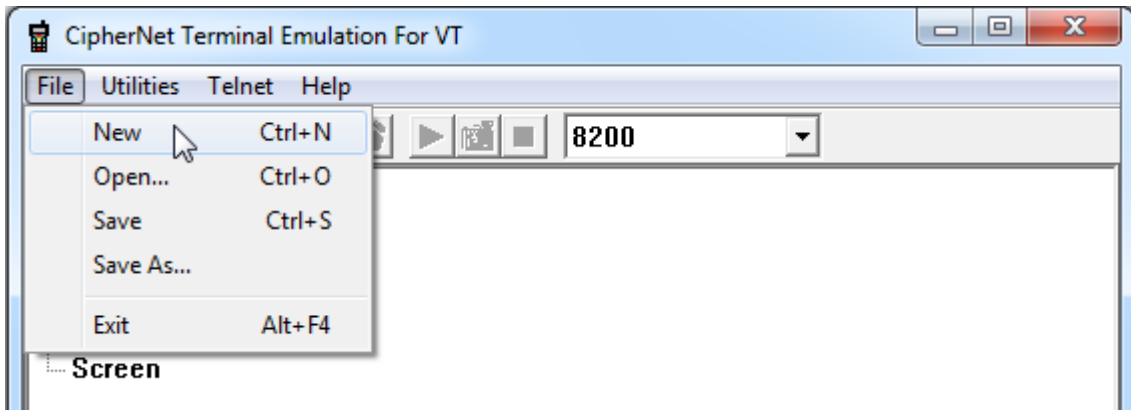 CipherNet Terminal Emulation For VT
File Utilities Telnet Help
New Ctrl+N
8200
Open... Ctrl+O
Save Ctrl+S
Save As...
Exit Alt+F4
Screen